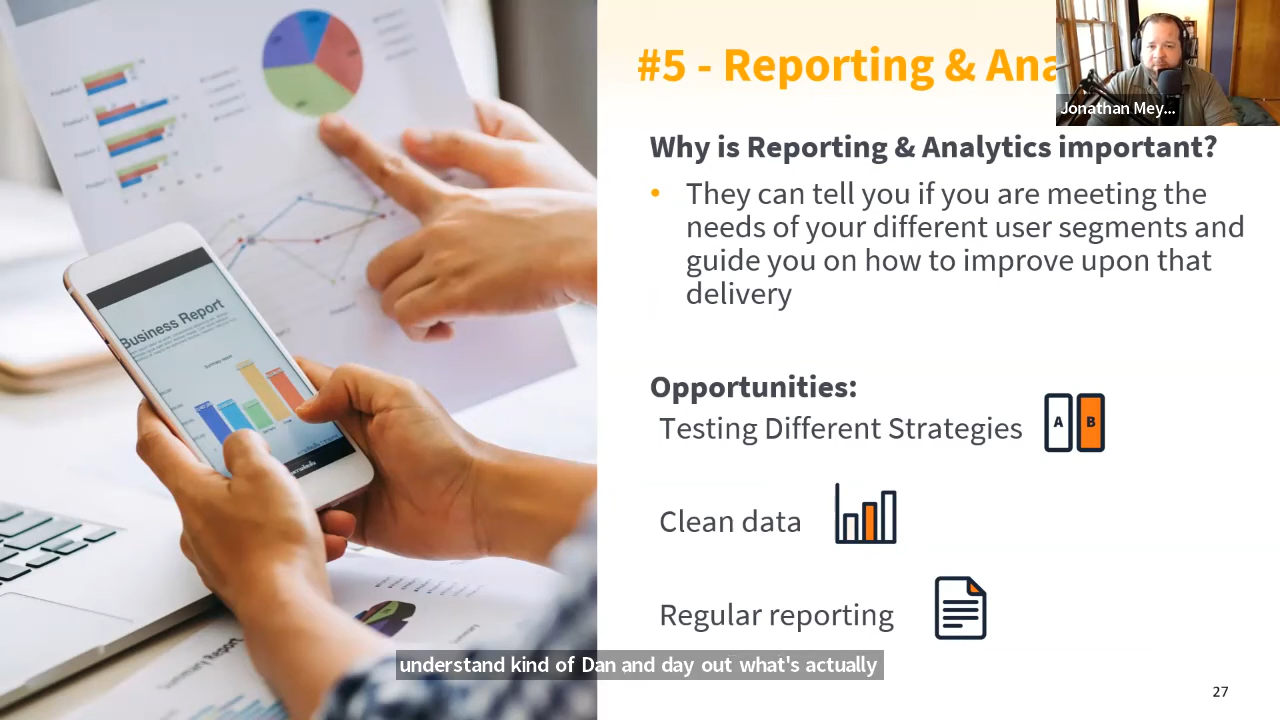 #5 - Reporting & Ana
Jonathan Mey...
Why is Reporting & Analytics important?
• They can tell you if you are meeting the
needs of your different user segments and
guide you on how to improve upon that
delivery
Opportunities:
Testing Different Strategies
A B
Clean data
Regular reporting
understand kind of Dan and day out what's actually
27
Business Report
Summary Report